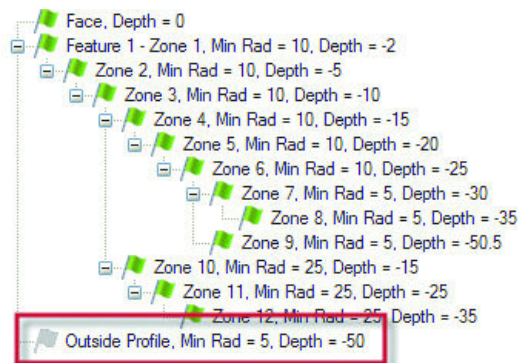 Face, Depth = 0
Feature 1 - Zone 1, Min Rad = 10, Depth = -2
Zone 2, Min Rad = 10, Depth = -5
Zone 3, Min Rad = 10, Depth = -10
Zone 4, Min Rad = 10, Depth = -15
Zone 5, Min Rad = 10, Depth = -20
Zone 6, Min Rad = 10, Depth = -25
Zone 7, Min Rad = 5, Depth = -30
Zone 8, Min Rad = 5, Depth = -35
Zone 9, Min Rad = 5, Depth = -50.5
Zone 10, Min Rad = 25, Depth = -15
Zone 11, Min Rad = 25, Depth = -25
Zone 12, Min Rad = 25, Depth = -35
Outside Profile, Min Rad = 5, Depth = -50